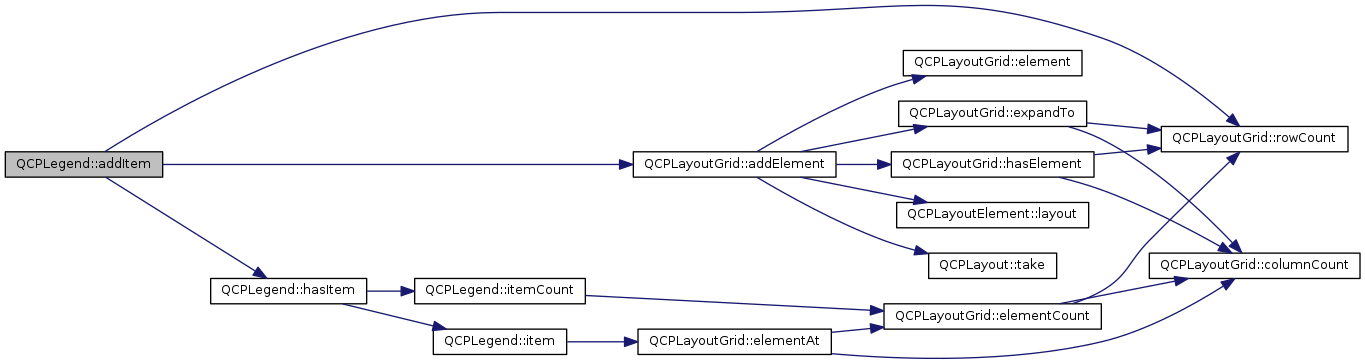 QCPLegend::addItem
QCPLayoutGrid::addElement
QCPLayoutGrid::element
QCPLayoutGrid::expandTo
QCPLayoutGrid::hasElement
QCPLayoutElement::layout
QCPLayout::take
QCPLayoutGrid::rowCount
QCPLayoutGrid::columnCount
QCPLegend::hasItem
QCPLegend::itemCount
QCPLegend::item
QCPLayoutGrid::elementAt
QCPLayoutGrid::elementCount